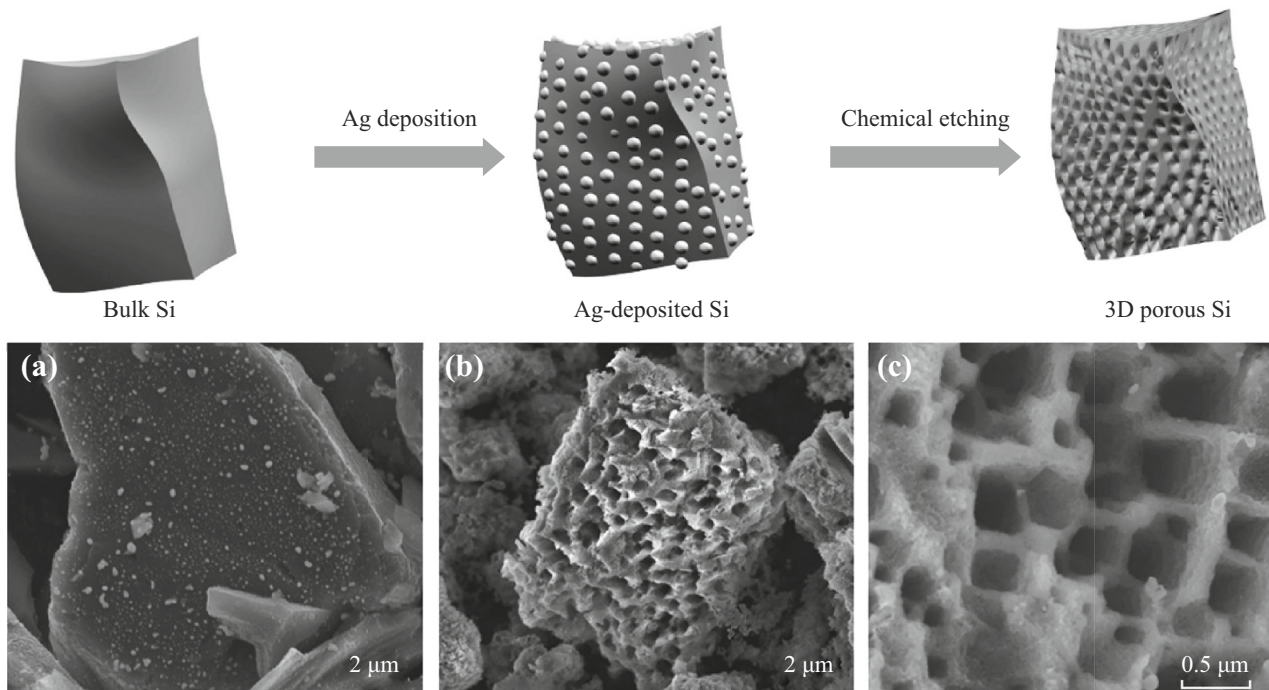 Ag deposition
Chemical etching
Bulk Si
Ag-deposited Si
3D porous Si
(a)
(b)
(c)
2 μm
2 μm
0.5 μm